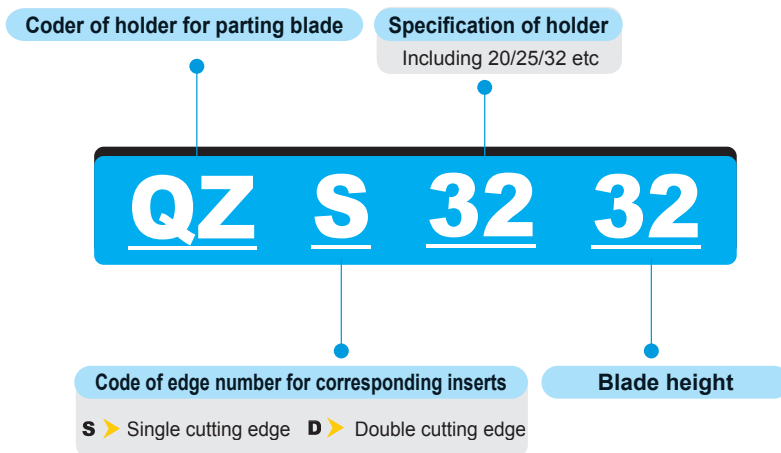 Coder of holder for parting blade
Specification of holder
Including 20/25/32 etc
QZ S 32 32
Code of edge number for corresponding inserts
S Single cutting edge D Double cutting edge
Blade height